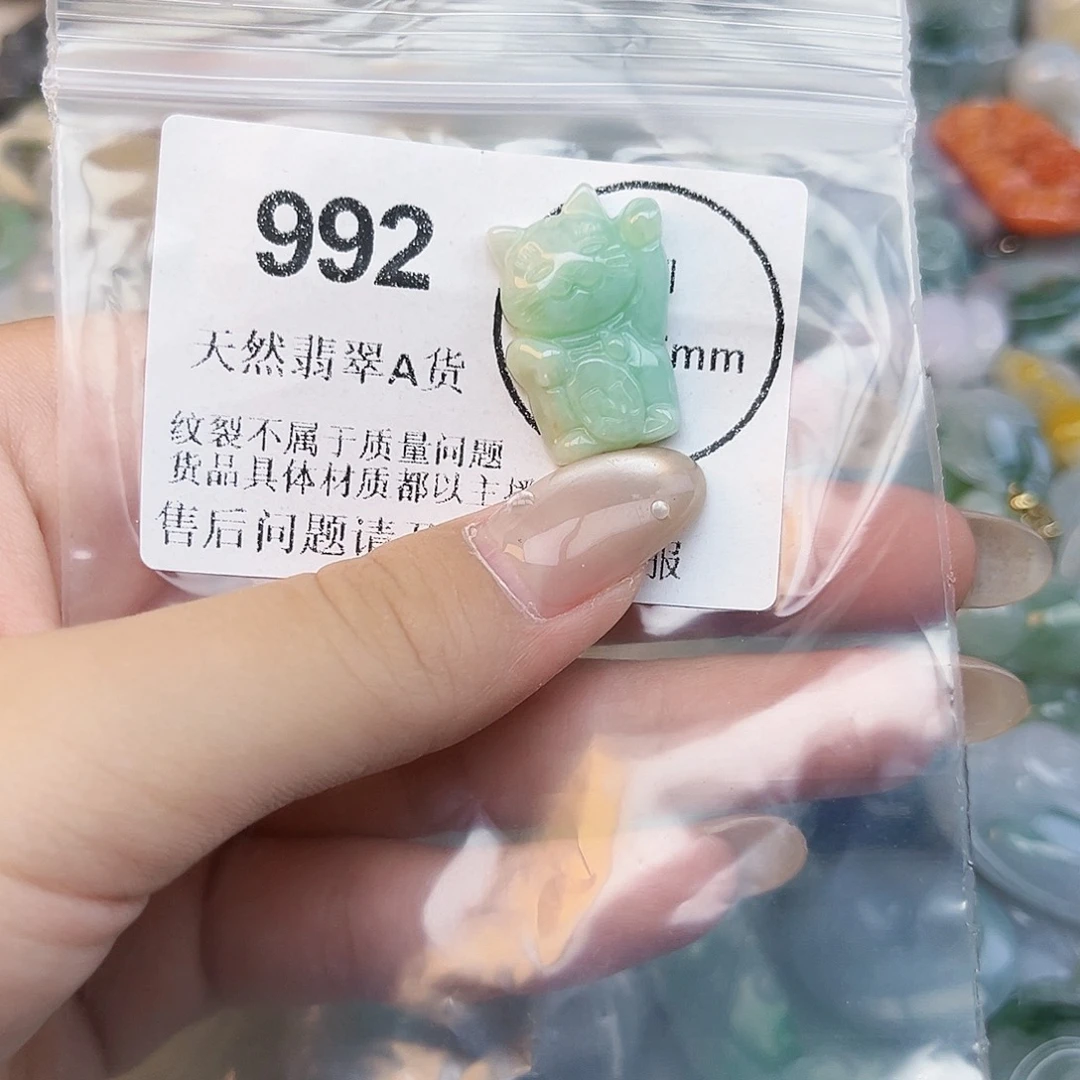 992
天然翡翠A货
mm
纹裂不属于质量问题
货品具体材质都以主
售后问题请
服